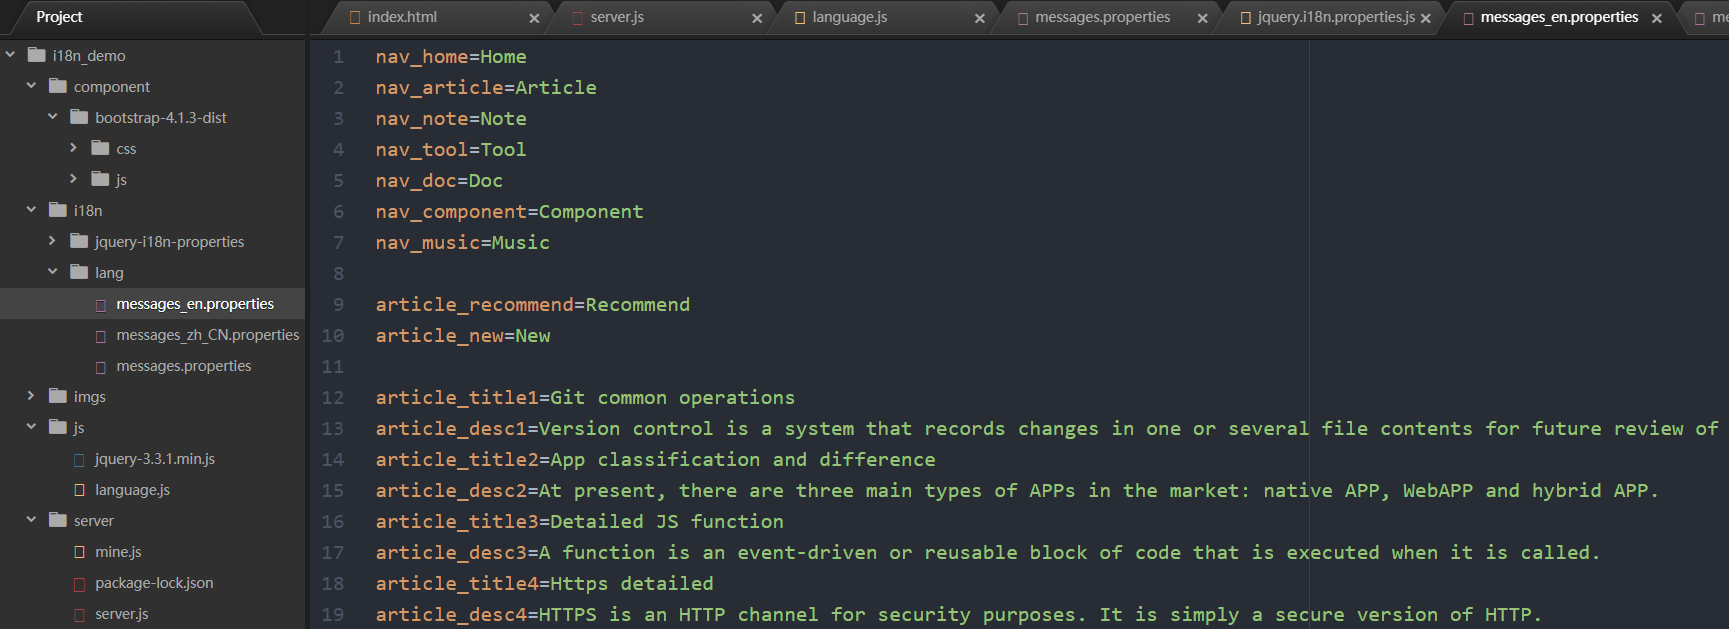 Project
i18n_demo
component
bootstrap-4.1.3-dist
css
js
i18n
jquery-i18n-properties
lang
messages_en.properties
messages_zh_CN.properties
messages.properties
imgs
js
jquery-3.3.1.min.js
language.js
server
mine.js
package-lock.json
server.js
index.html
server.js
language.js
messages.properties
jquery.i18n.properties.js
messages_en.properties
1 nav_home=Home
2 nav_article=Article
3 nav_note=Note
4 nav_tool=Tool
5 nav_doc=Doc
6 nav_component=Component
7 nav_music=Music
8
9 article_recommend=Recommend
10 article_new=New
11
12 article_title1=Git common operations
13 article_desc1=Version control is a system that records changes in one or several file contents for future review of
14 article_title2=App classification and difference
15 article_desc2=At present, there are three main types of APPs in the market: native APP, WebAPP and hybrid APP.
16 article_title3=Detailed JS function
17 article_desc3=A function is an event-driven or reusable block of code that is executed when it is called.
18 article_title4=Https detailed
19 article_desc4=HTTPS is an HTTP channel for security purposes. It is simply a secure version of HTTP.